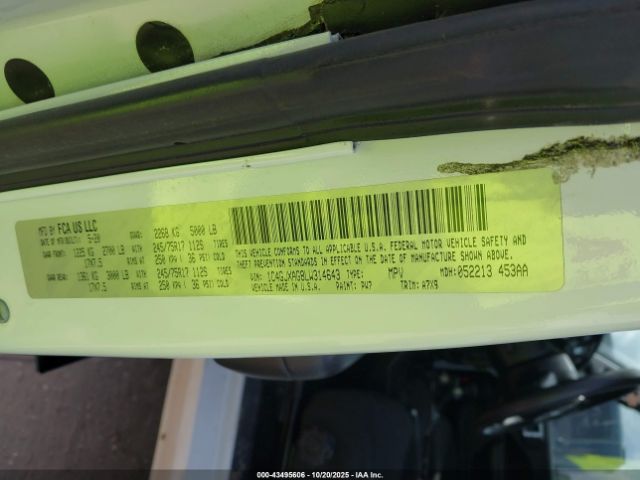 MFG BY FCA US LLC GVWR: 2268 KG 5000 LB
DATE OF MFR(BUILT): 5-20
GAWR FRONT: 1225 KG 2700 LB WITH 245/75R17 112S TIRES
17X7.5 RIMS AT 250 KPA ( 36 PSI) COLD
GAWR REAR: 1361 KG 3000 LB WITH 245/75R17 112S TIRES
17X7.5 RIMS AT 250 KPA ( 36 PSI) COLD
THIS VEHICLE CONFORMS TO ALL APPLICABLE U.S.A. FEDERAL MOTOR VEHICLE SAFETY AND
THEFT PREVENTION STANDARDS IN EFFECT ON THE DATE OF MANUFACTURE SHOWN ABOVE.
VIN: 1C4GJXAG8LW314643 TYPE: MPV MDH: 052213 453AA
VEHICLE MADE IN U.S.A. PAINT: PW7 TRIM: A7X9
00-43495606 - 10/20/2025 - IAA Inc.